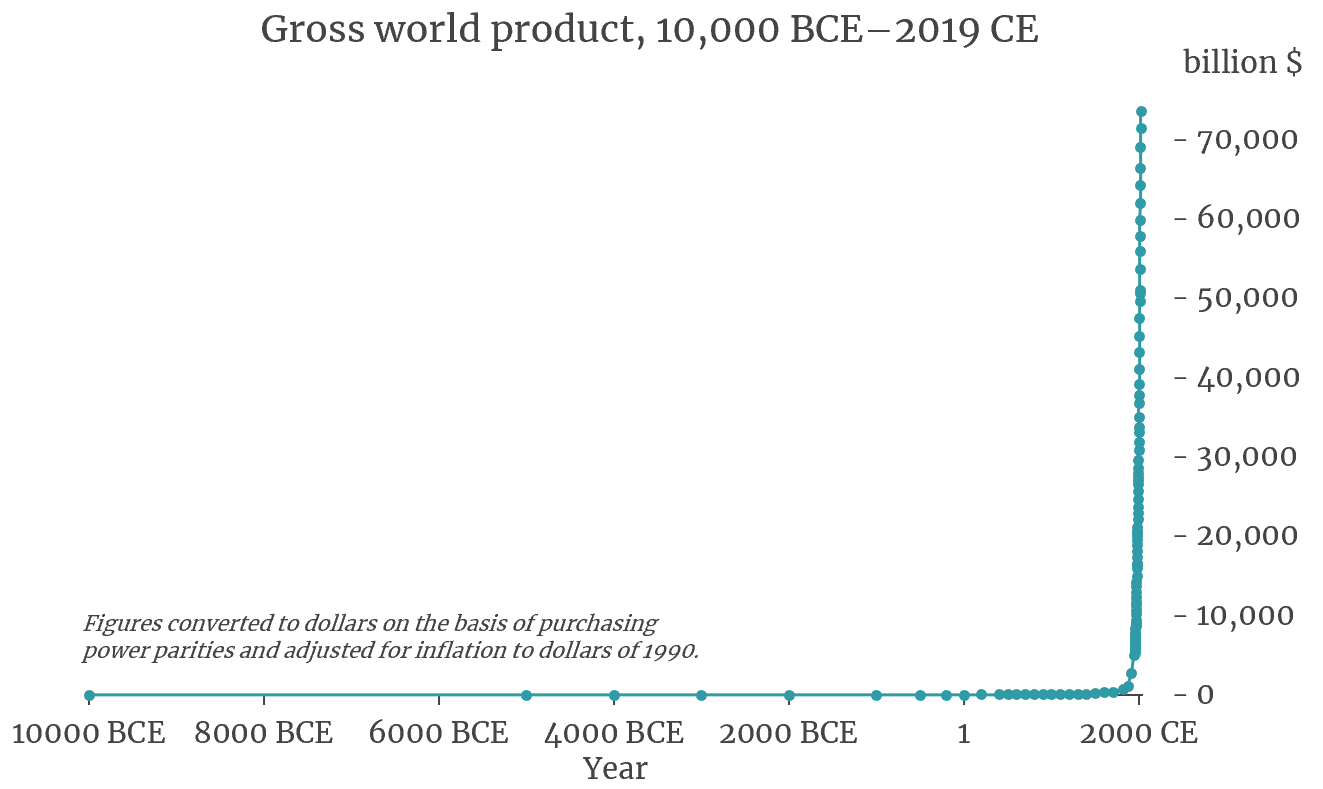 Gross world product, 10,000 BCE–2019 CE
billion $
– 70,000
– 60,000
– 50,000
– 40,000
– 30,000
– 20,000
– 10,000
– 0
Figures converted to dollars on the basis of purchasing
power parities and adjusted for inflation to dollars of 1990.
10000 BCE 8000 BCE 6000 BCE 4000 BCE 2000 BCE 1 2000 CE
Year